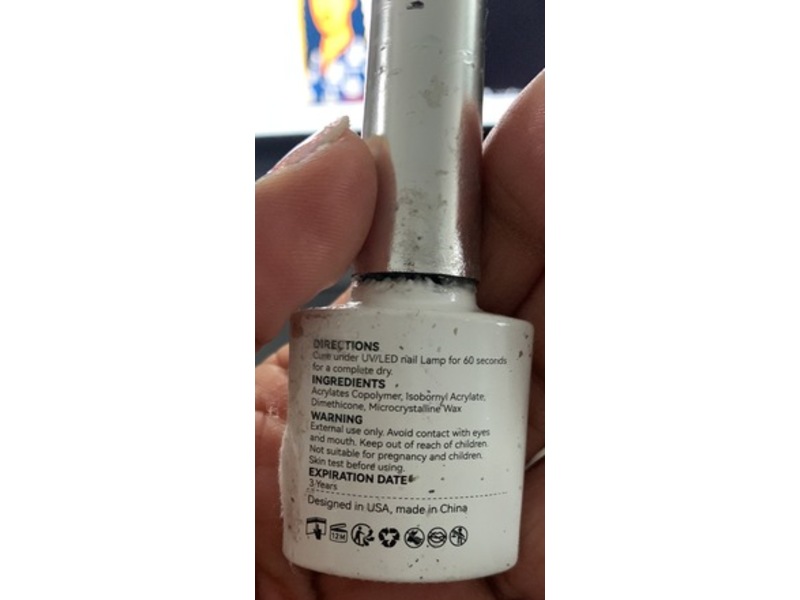 DIRECTIONS
Cure under UV/LED nail Lamp for 60 seconds
for a complete dry.
INGREDIENTS
Acrylates Copolymer, Isobornyl Acrylate,
Dimethicone, Microcrystalline Wax
WARNING
External use only. Avoid contact with eyes
and mouth. Keep out of reach of children.
Not suitable for pregnancy and children.
Skin test before using.
EXPIRATION DATE
3 Years
Designed in USA, made in China
12M